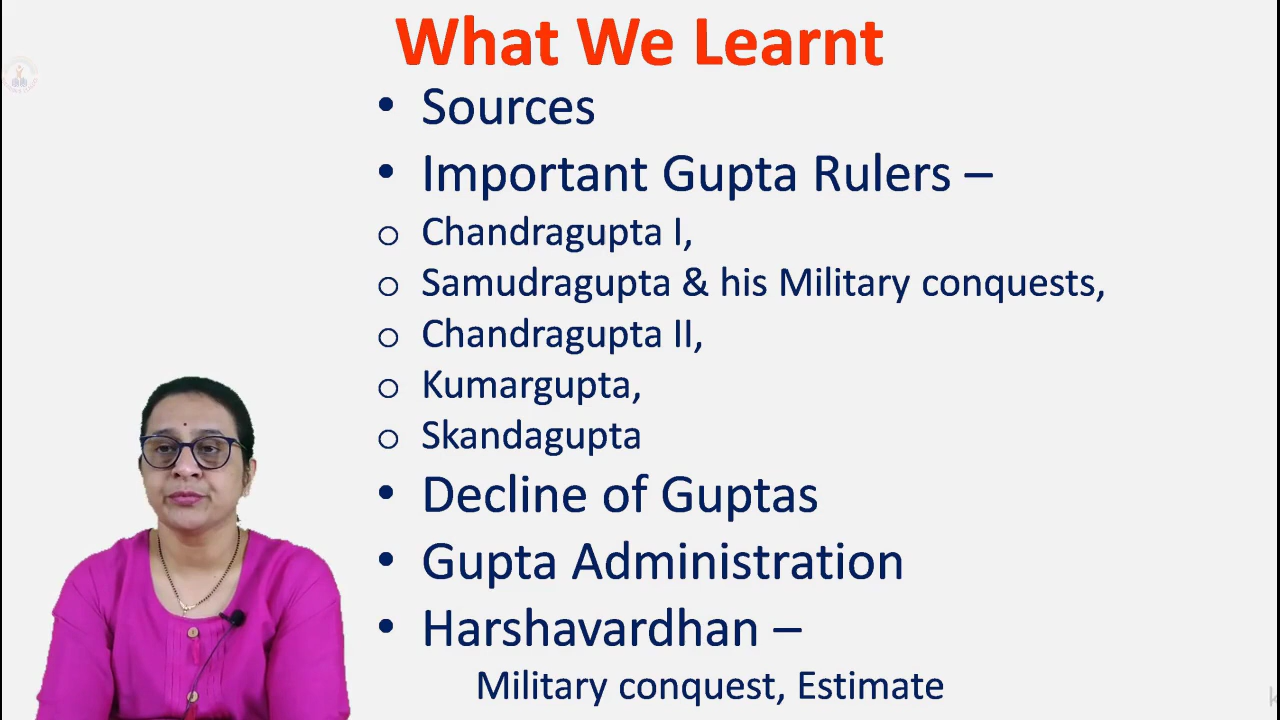 What We Learnt
• Sources
• Important Gupta Rulers –
o Chandragupta I,
o Samudragupta & his Military conquests,
o Chandragupta II,
o Kumargupta,
o Skandagupta
• Decline of Guptas
• Gupta Administration
• Harshavardhan –
Military conquest, Estimate